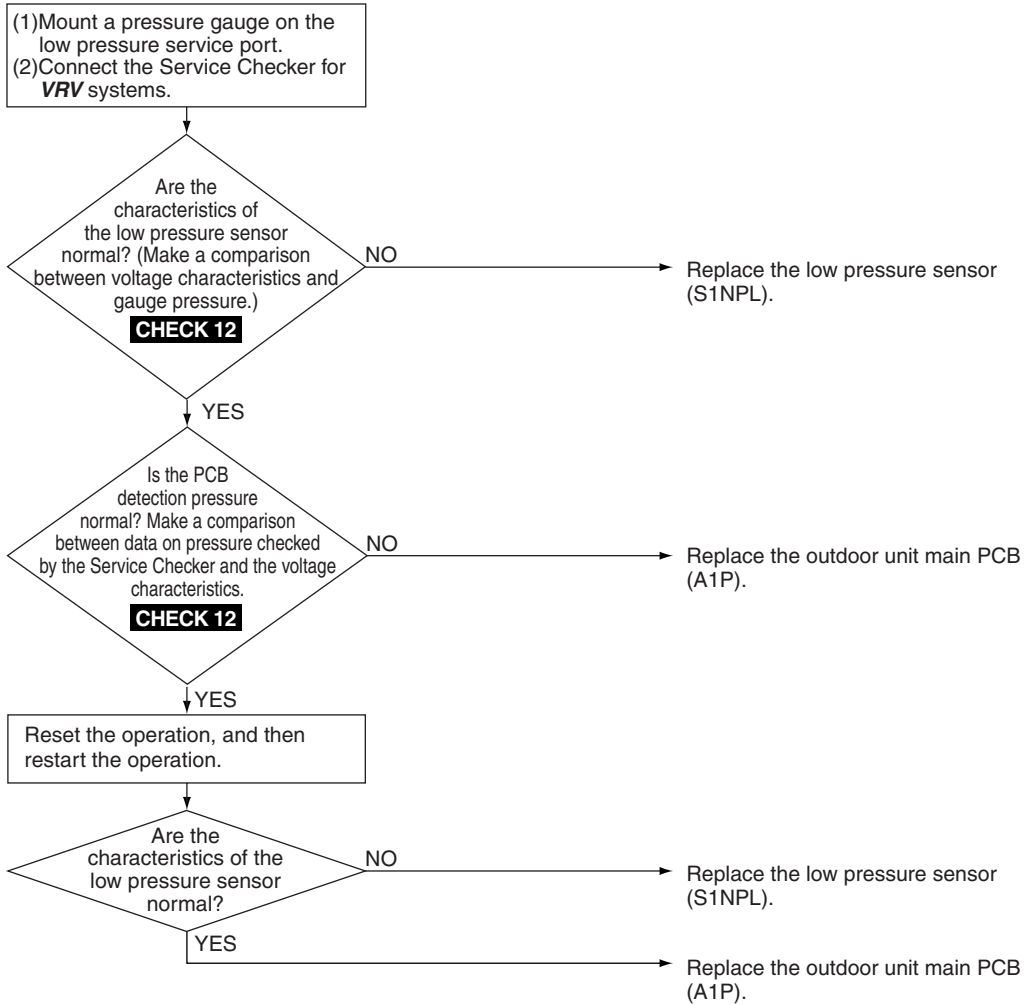 (1)Mount a pressure gauge on the
low pressure service port.
(2)Connect the Service Checker for
VRV systems.
Are the
characteristics of
the low pressure sensor
normal? (Make a comparison
between voltage characteristics and
gauge pressure.)
CHECK 12
NO
Replace the low pressure sensor
(S1NPL).
YES
Is the PCB
detection pressure
normal? Make a comparison
between data on pressure checked
by the Service Checker and the voltage
characteristics.
CHECK 12
NO
Replace the outdoor unit main PCB
(A1P).
YES
Reset the operation, and then
restart the operation.
Are the
characteristics of the
low pressure sensor
normal?
NO
Replace the low pressure sensor
(S1NPL).
YES
Replace the outdoor unit main PCB
(A1P).